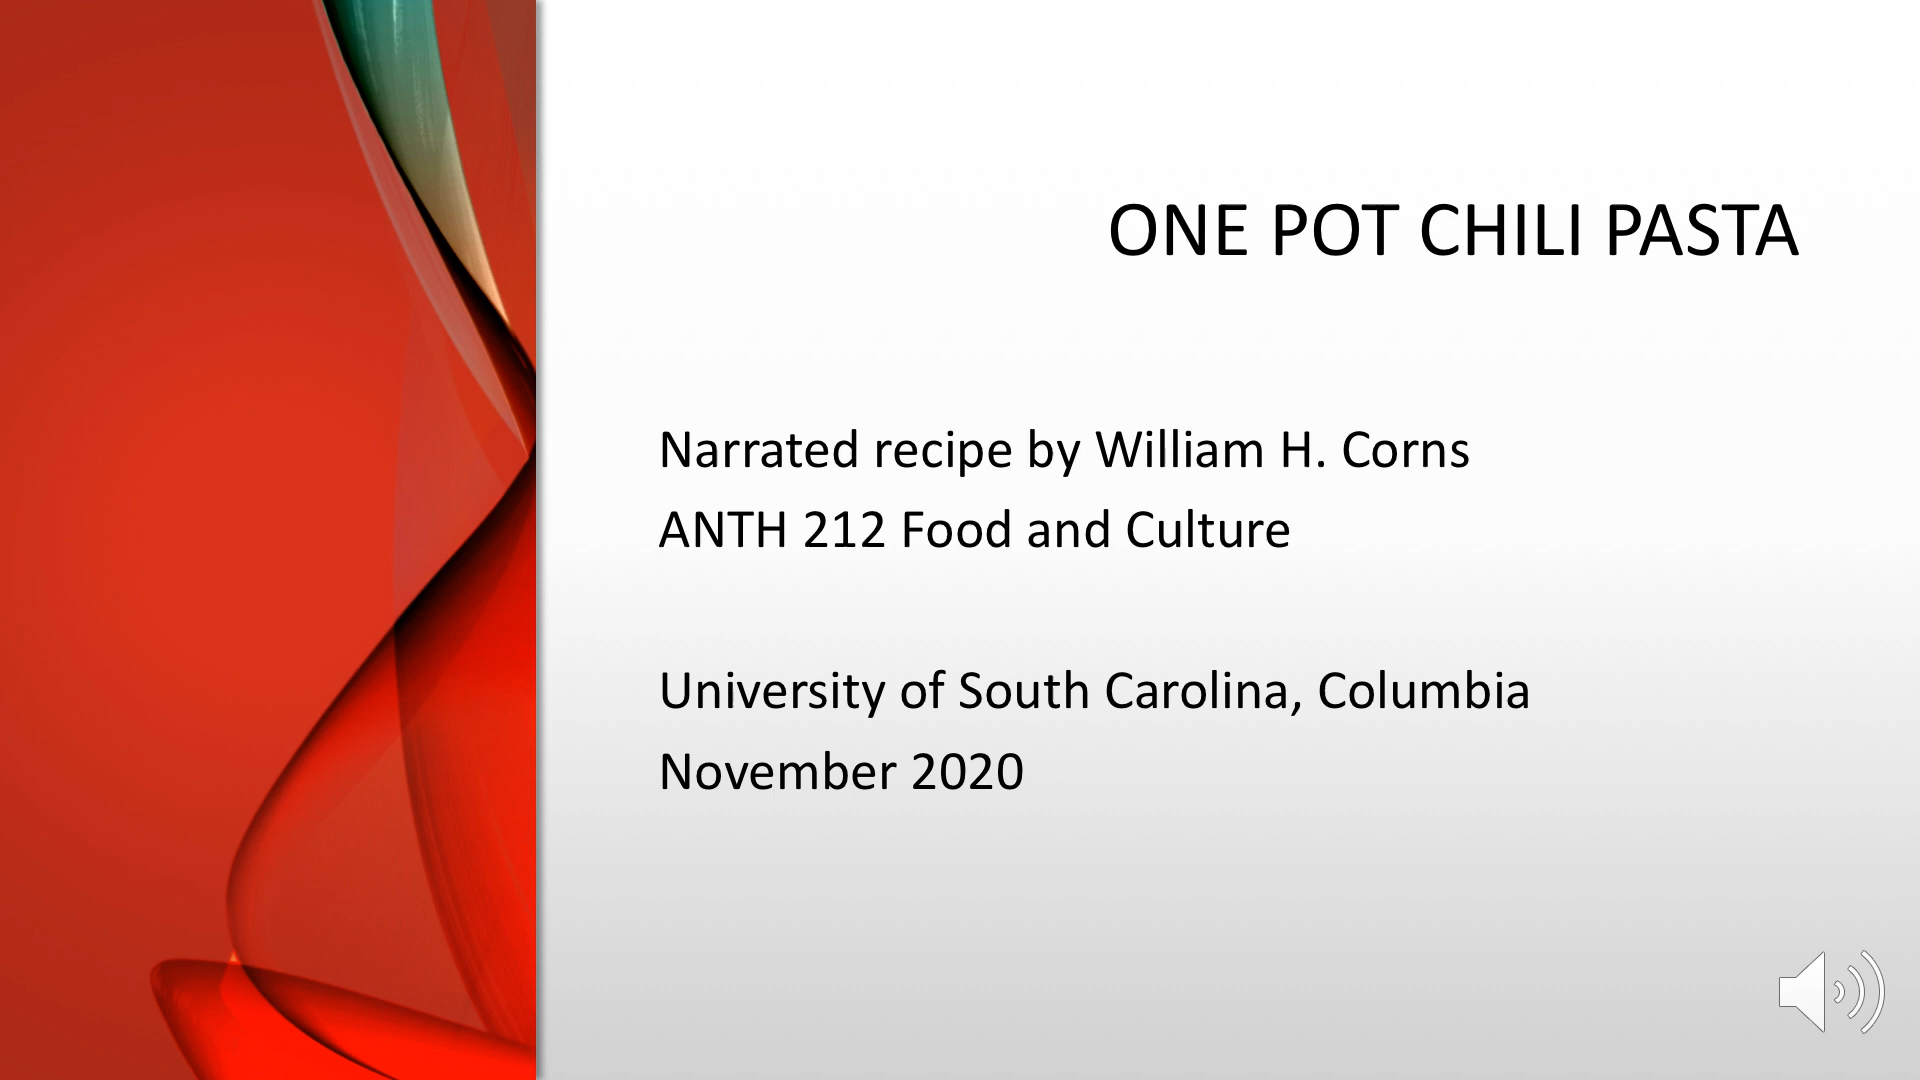 ONE POT CHILI PASTA
Narrated recipe by William H. Corns
ANTH 212 Food and Culture
University of South Carolina, Columbia
November 2020